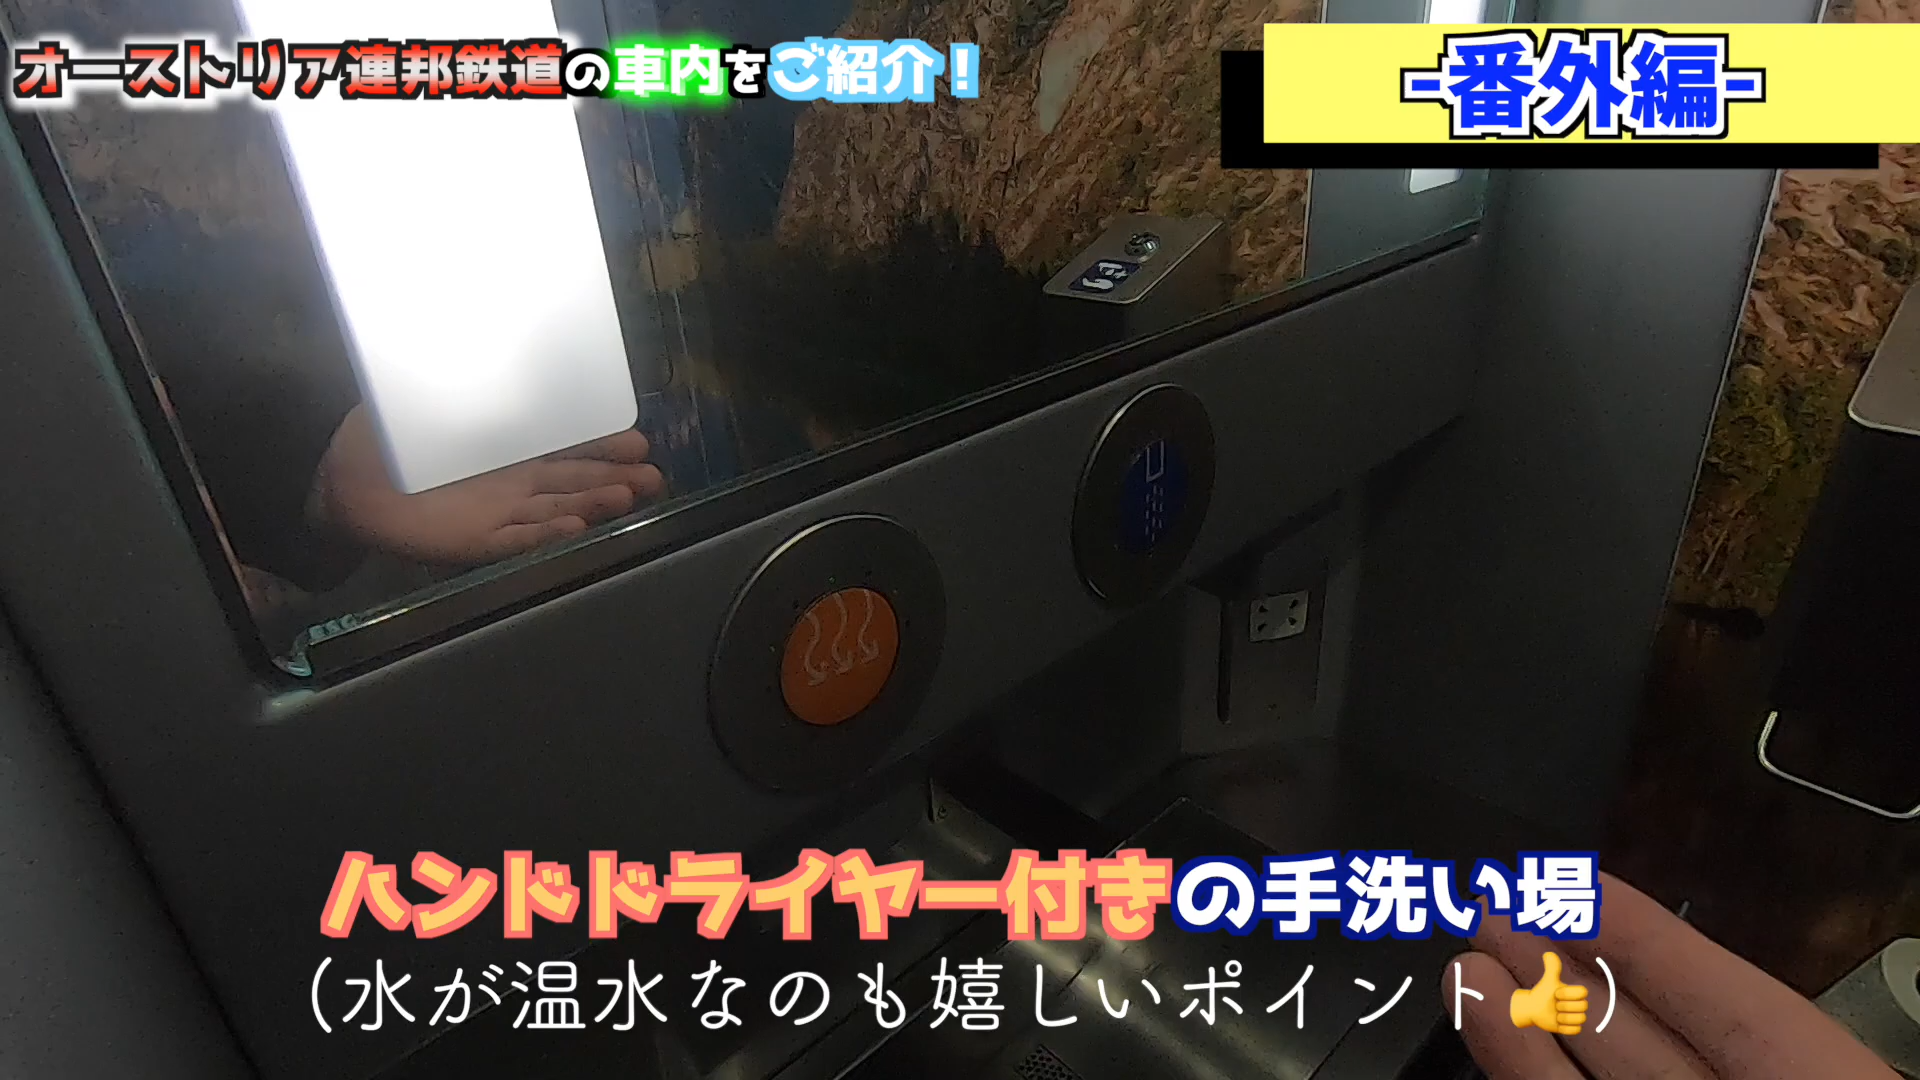 オーストリア連邦鉄道の車内をご紹介！
-番外編-
ハンドドライヤー付きの手洗い場
（水が温水なのも嬉しいポイント👍）